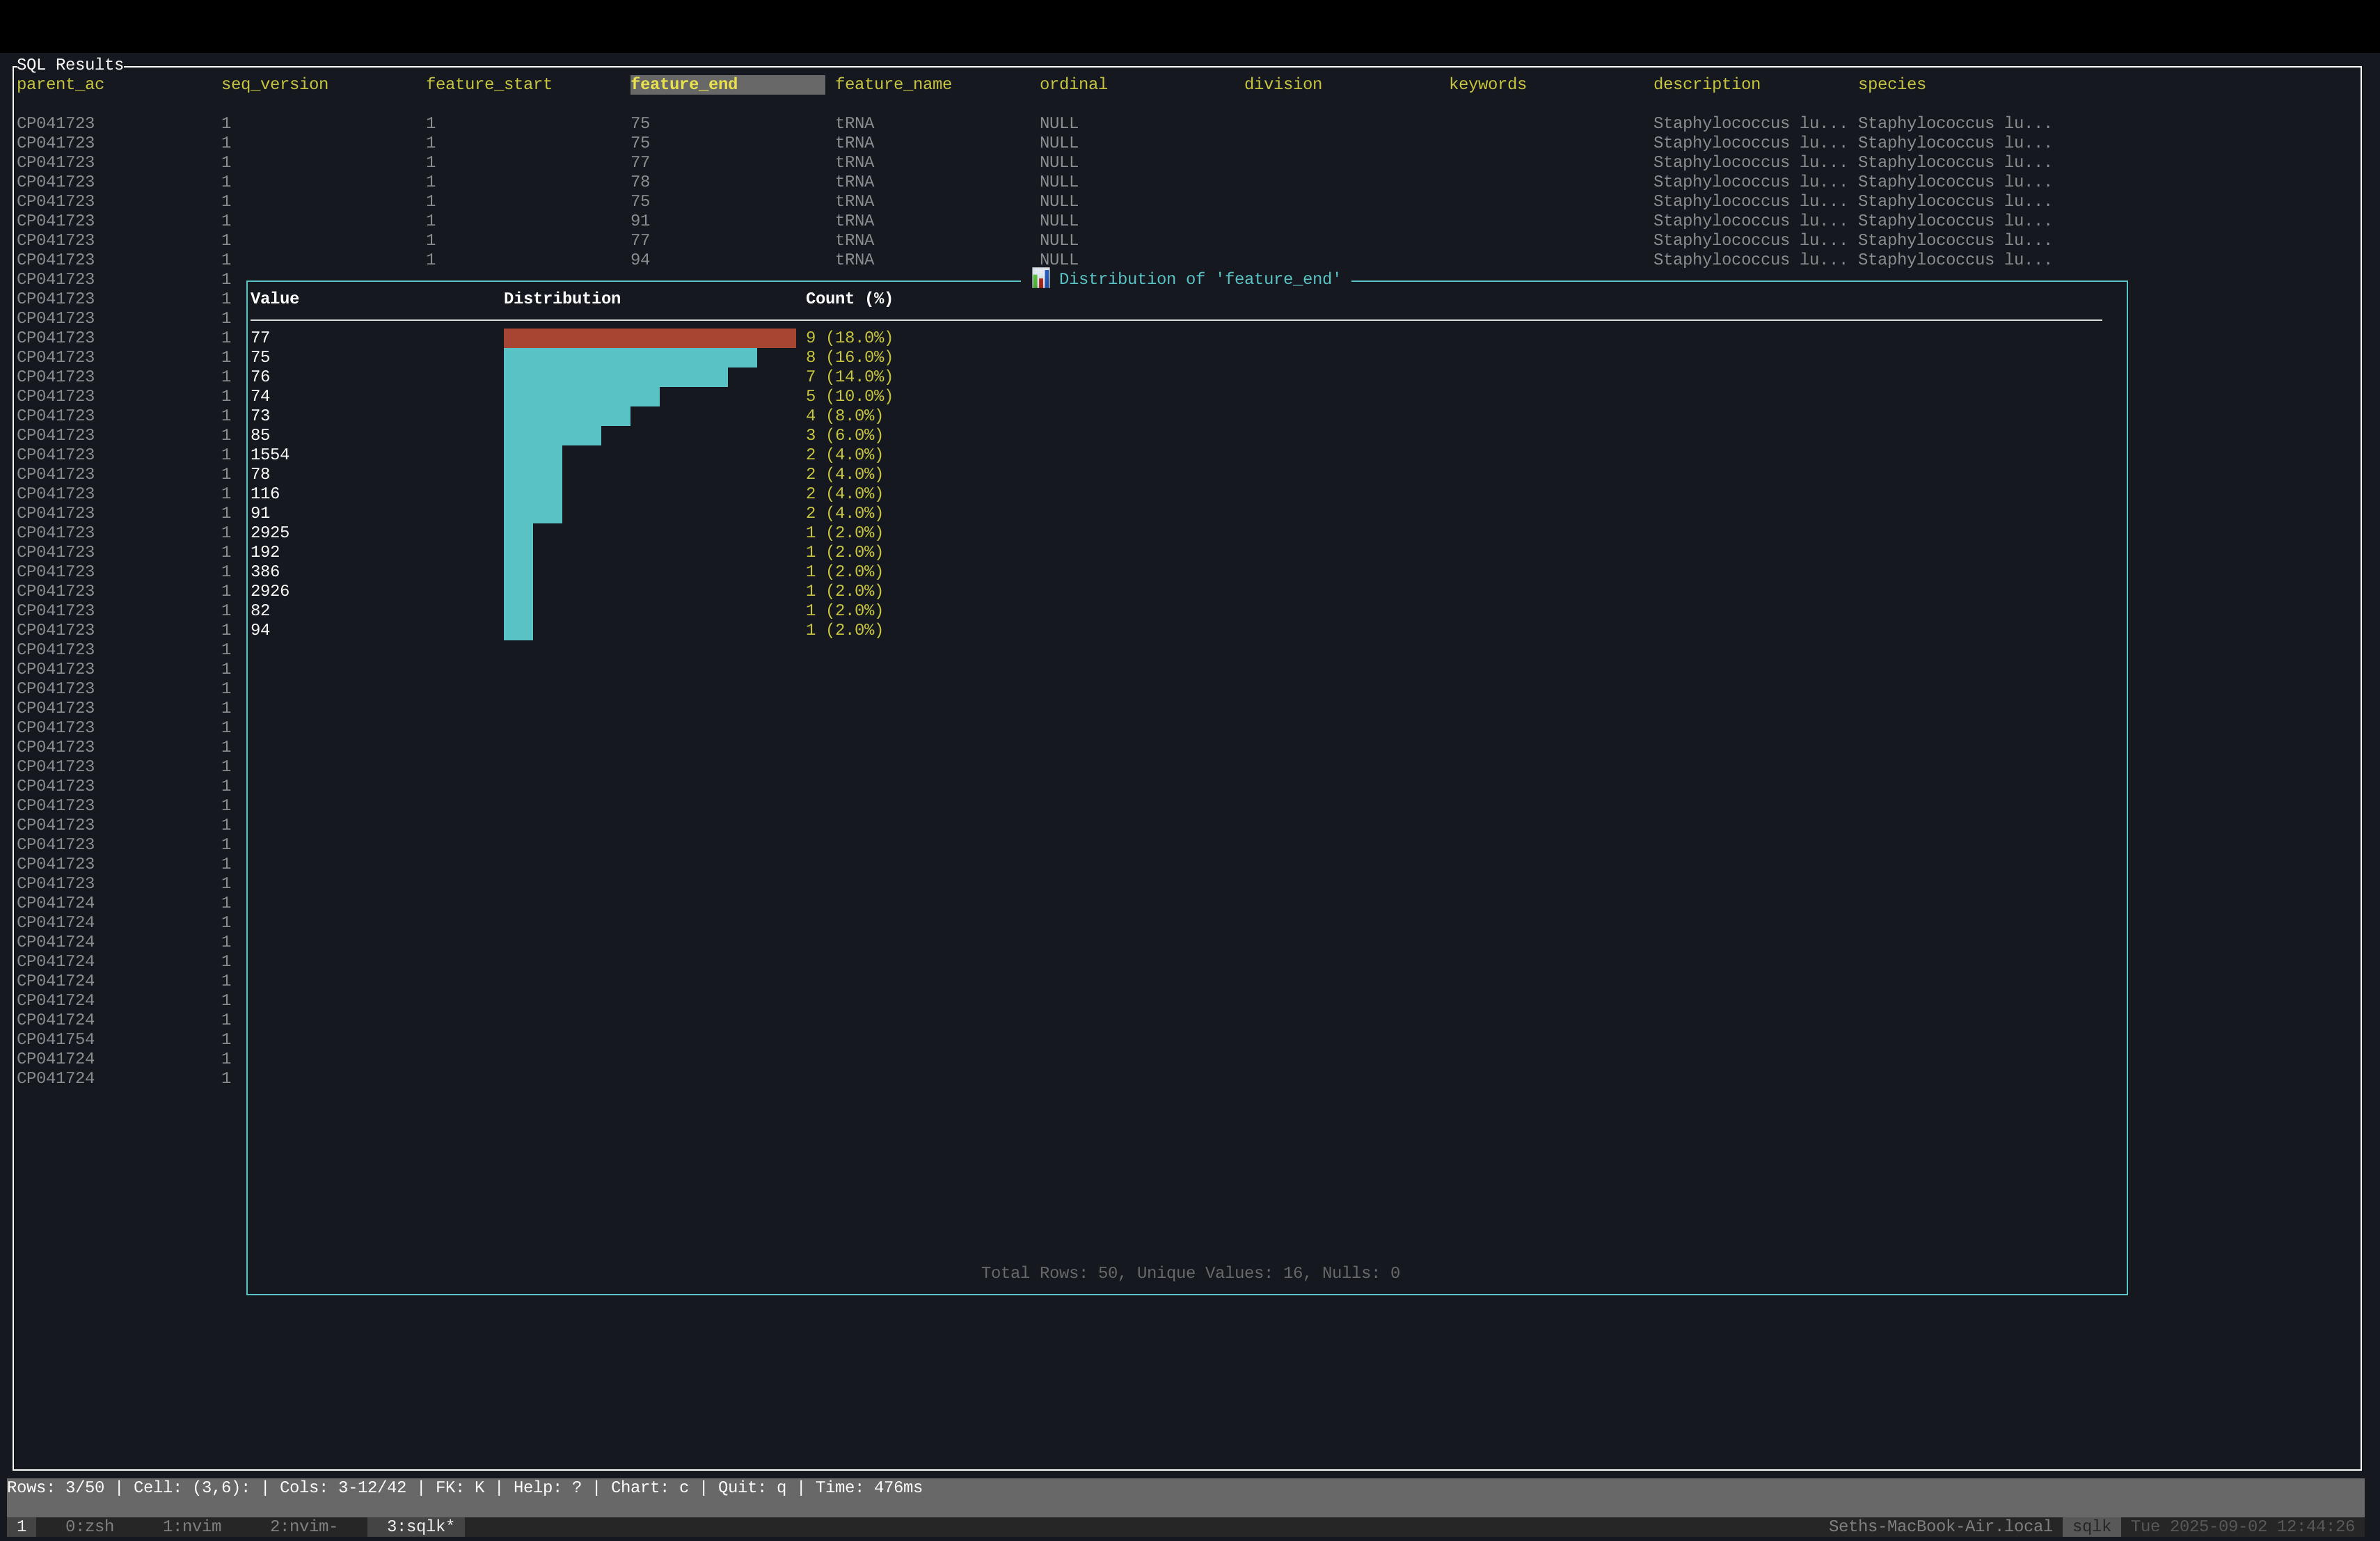 SQL Results
parent_ac seq_version feature_start feature_end feature_name ordinal division keywords description species
CP041723 1 1 75 tRNA NULL Staphylococcus lu... Staphylococcus lu...
CP041723 1 1 75 tRNA NULL Staphylococcus lu... Staphylococcus lu...
CP041723 1 1 77 tRNA NULL Staphylococcus lu... Staphylococcus lu...
CP041723 1 1 78 tRNA NULL Staphylococcus lu... Staphylococcus lu...
CP041723 1 1 75 tRNA NULL Staphylococcus lu... Staphylococcus lu...
CP041723 1 1 91 tRNA NULL Staphylococcus lu... Staphylococcus lu...
CP041723 1 1 77 tRNA NULL Staphylococcus lu... Staphylococcus lu...
CP041723 1 1 94 tRNA NULL Staphylococcus lu... Staphylococcus lu...
CP041723 1 📊 Distribution of 'feature_end'
CP041723 1 Value Distribution Count (%)
CP041723 1
CP041723 1 77 9 (18.0%)
CP041723 1 75 8 (16.0%)
CP041723 1 76 7 (14.0%)
CP041723 1 74 5 (10.0%)
CP041723 1 73 4 (8.0%)
CP041723 1 85 3 (6.0%)
CP041723 1 1554 2 (4.0%)
CP041723 1 78 2 (4.0%)
CP041723 1 116 2 (4.0%)
CP041723 1 91 2 (4.0%)
CP041723 1 2925 1 (2.0%)
CP041723 1 192 1 (2.0%)
CP041723 1 386 1 (2.0%)
CP041723 1 2926 1 (2.0%)
CP041723 1 82 1 (2.0%)
CP041723 1 94 1 (2.0%)
CP041723 1
CP041723 1
CP041723 1
CP041723 1
CP041723 1
CP041723 1
CP041723 1
CP041723 1
CP041723 1
CP041723 1
CP041723 1
CP041723 1
CP041723 1
CP041724 1
CP041724 1
CP041724 1
CP041724 1
CP041724 1
CP041724 1
CP041724 1
CP041754 1
CP041724 1
CP041724 1
Total Rows: 50, Unique Values: 16, Nulls: 0
Rows: 3/50 | Cell: (3,6): | Cols: 3-12/42 | FK: K | Help: ? | Chart: c | Quit: q | Time: 476ms
1 0:zsh 1:nvim 2:nvim- 3:sqlk* Seths-MacBook-Air.local sqlk Tue 2025-09-02 12:44:26